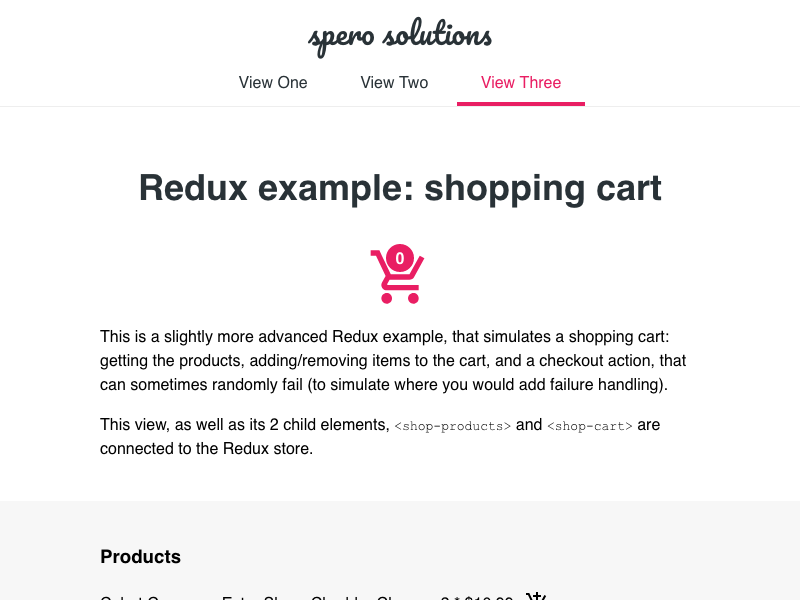 spero solutions
View One View Two View Three
Redux example: shopping cart
0
This is a slightly more advanced Redux example, that simulates a shopping cart:
getting the products, adding/removing items to the cart, and a checkout action, that
can sometimes randomly fail (to simulate where you would add failure handling).
This view, as well as its 2 child elements, <shop-products> and <shop-cart> are
connected to the Redux store.
Products